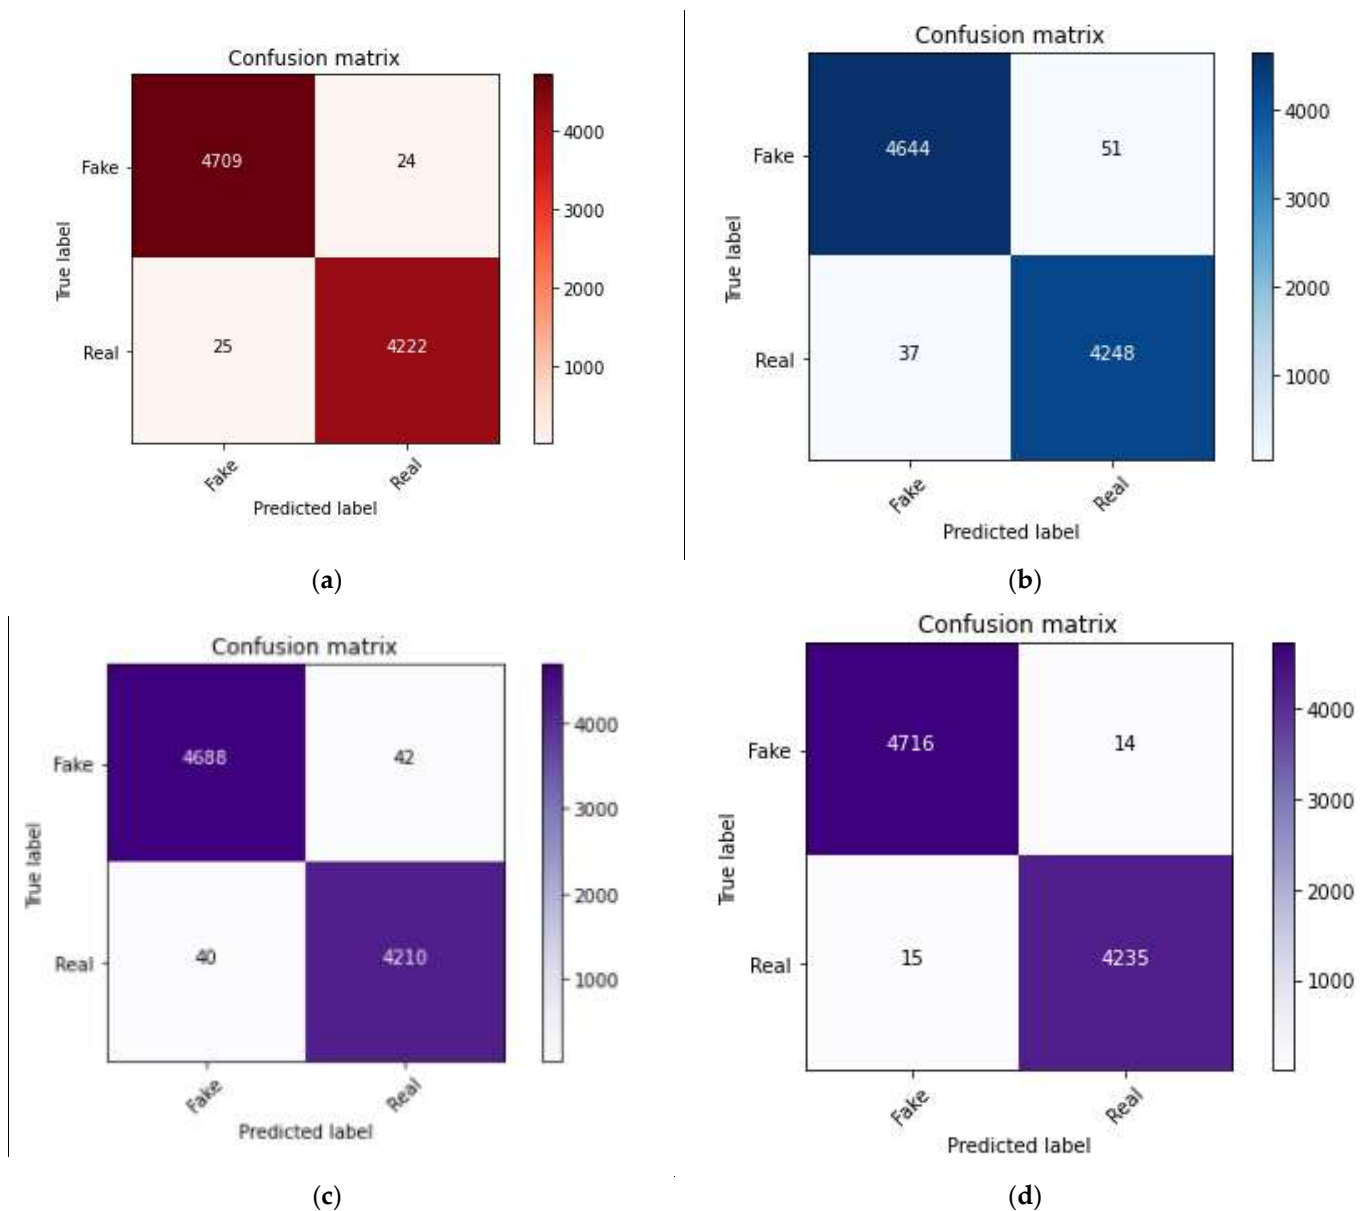 Confusion matrix
Fake
4709
24
4000
3000
True label
Real
25
4222
2000
1000
Fake
Real
Predicted label
(a)
Confusion matrix
Fake
4644
51
4000
3000
True label
Real
37
4248
2000
1000
Fake
Real
Predicted label
(b)
Confusion matrix
Fake
4688
42
4000
3000
True label
Real
40
4210
2000
1000
Fake
Real
Predicted label
(c)
Confusion matrix
Fake
4716
14
4000
3000
True label
Real
15
4235
2000
1000
Fake
Real
Predicted label
(d)